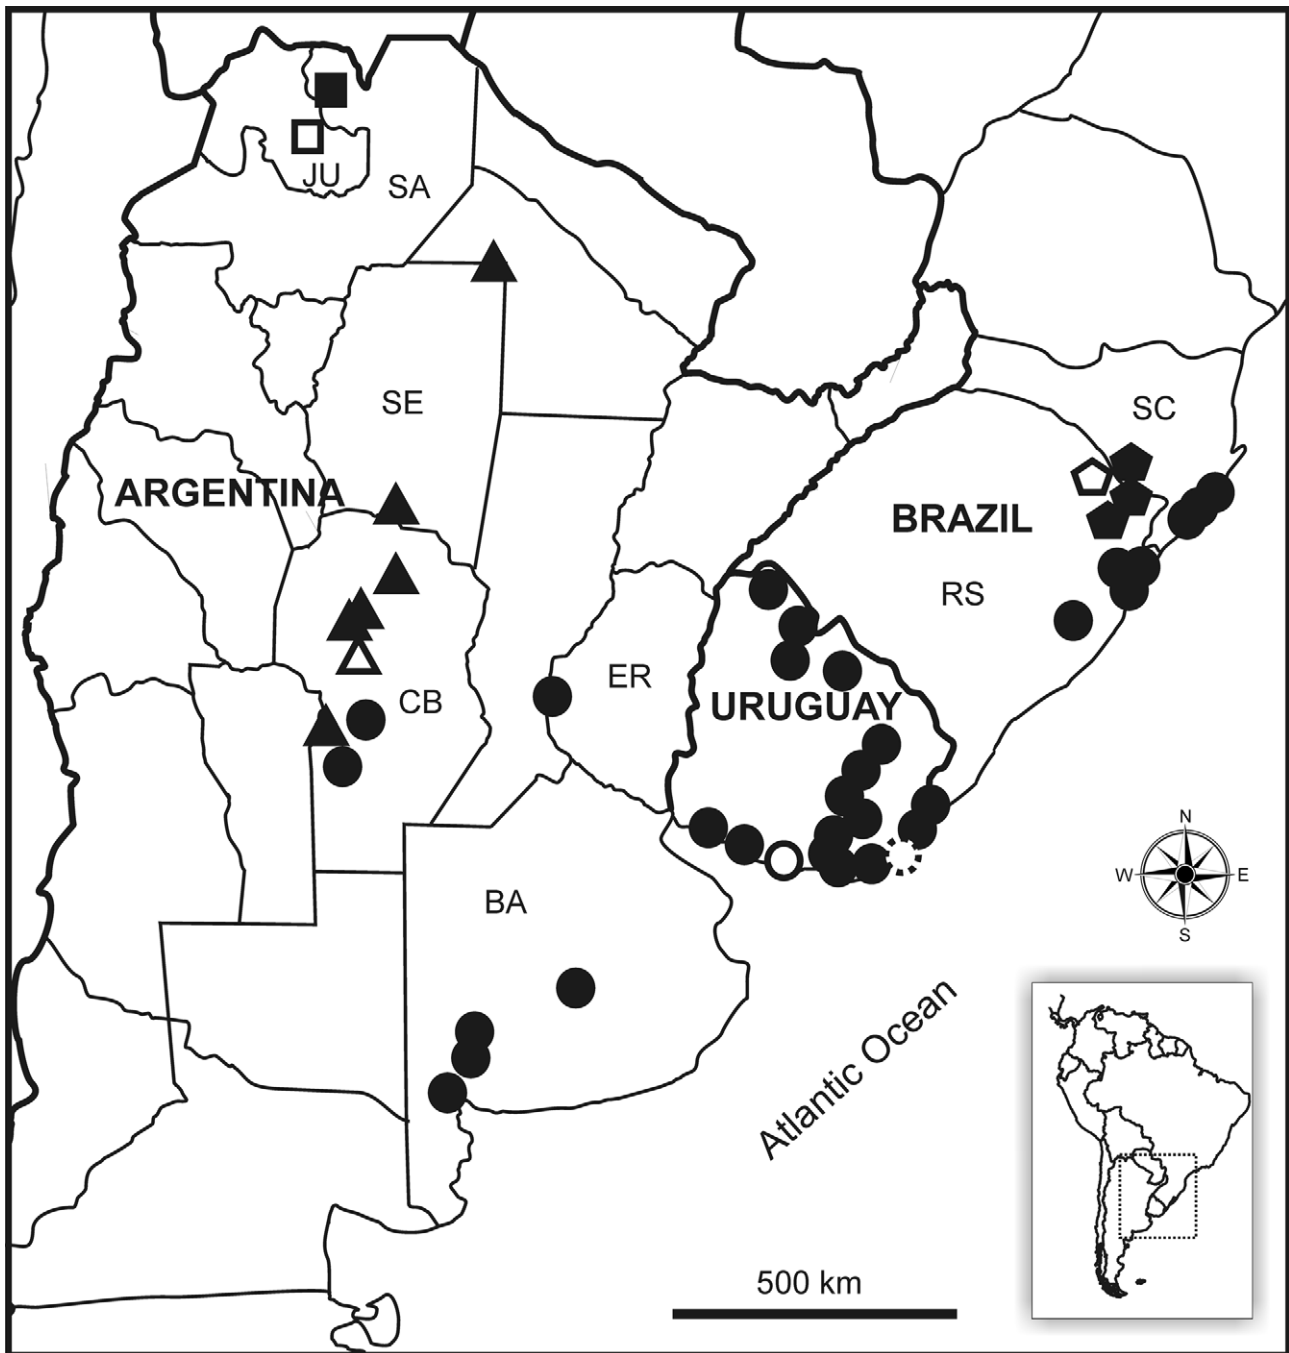 JU
SA
SE
SC
ARGENTINA
BRAZIL
RS
ER
CB
URUGUAY
N
W
E
S
BA
Atlantic Ocean
500 km